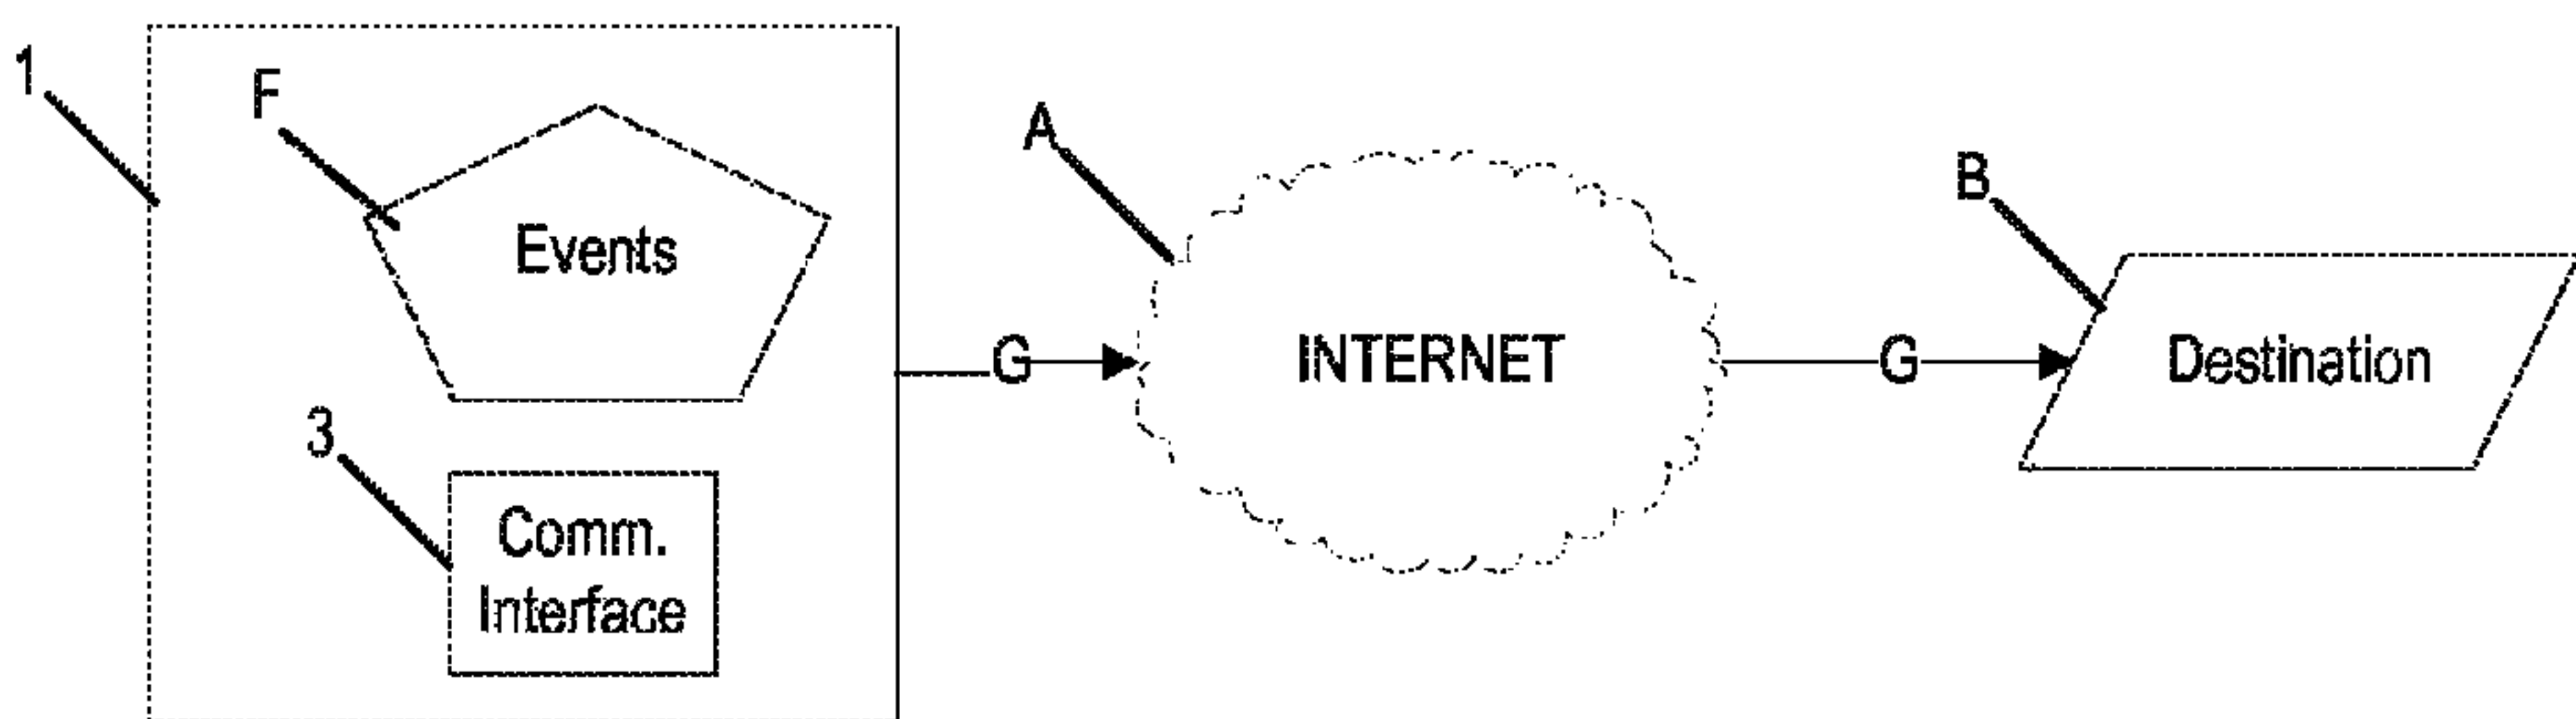 1
F
Events
3
Comm.
Interface
G
A
INTERNET
G
B
Destination